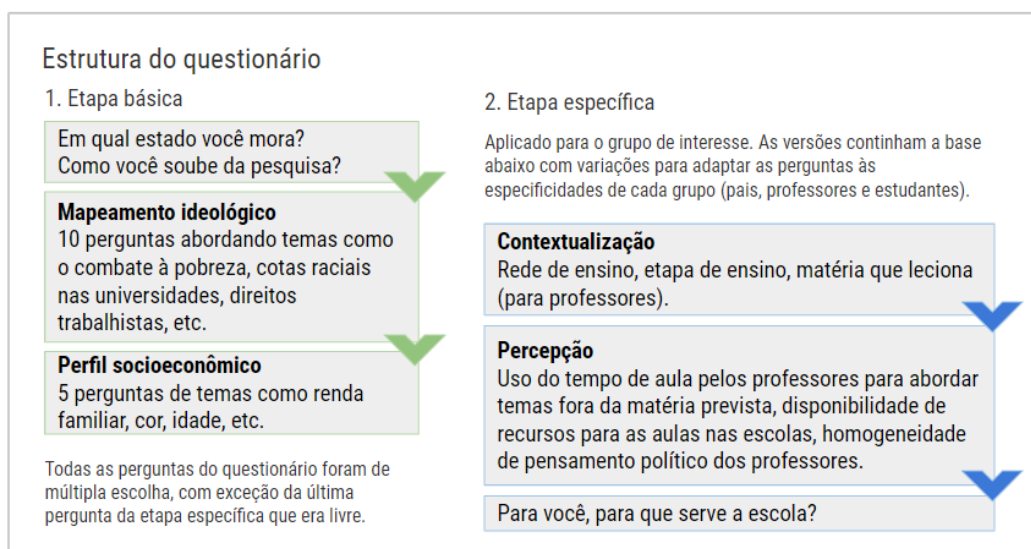 Estrutura do questionário
1. Etapa básica
Em qual estado você mora?
Como você soube da pesquisa?
Mapeamento ideológico
10 perguntas abordando temas como
o combate à pobreza, cotas raciais
nas universidades, direitos
trabalhistas, etc.
Perfil socioeconômico
5 perguntas de temas como renda
familiar, cor, idade, etc.
Todas as perguntas do questionário foram de
múltipla escolha, com exceção da última
pergunta da etapa específica que era livre.
2. Etapa específica
Aplicado para o grupo de interesse. As versões continham a base
abaixo com variações para adaptar as perguntas às
especificidades de cada grupo (pais, professores e estudantes).
Contextualização
Rede de ensino, etapa de ensino, matéria que leciona
(para professores).
Percepção
Uso do tempo de aula pelos professores para abordar
temas fora da matéria prevista, disponibilidade de
recursos para as aulas nas escolas, homogeneidade
de pensamento político dos professores.
Para você, para que serve a escola?